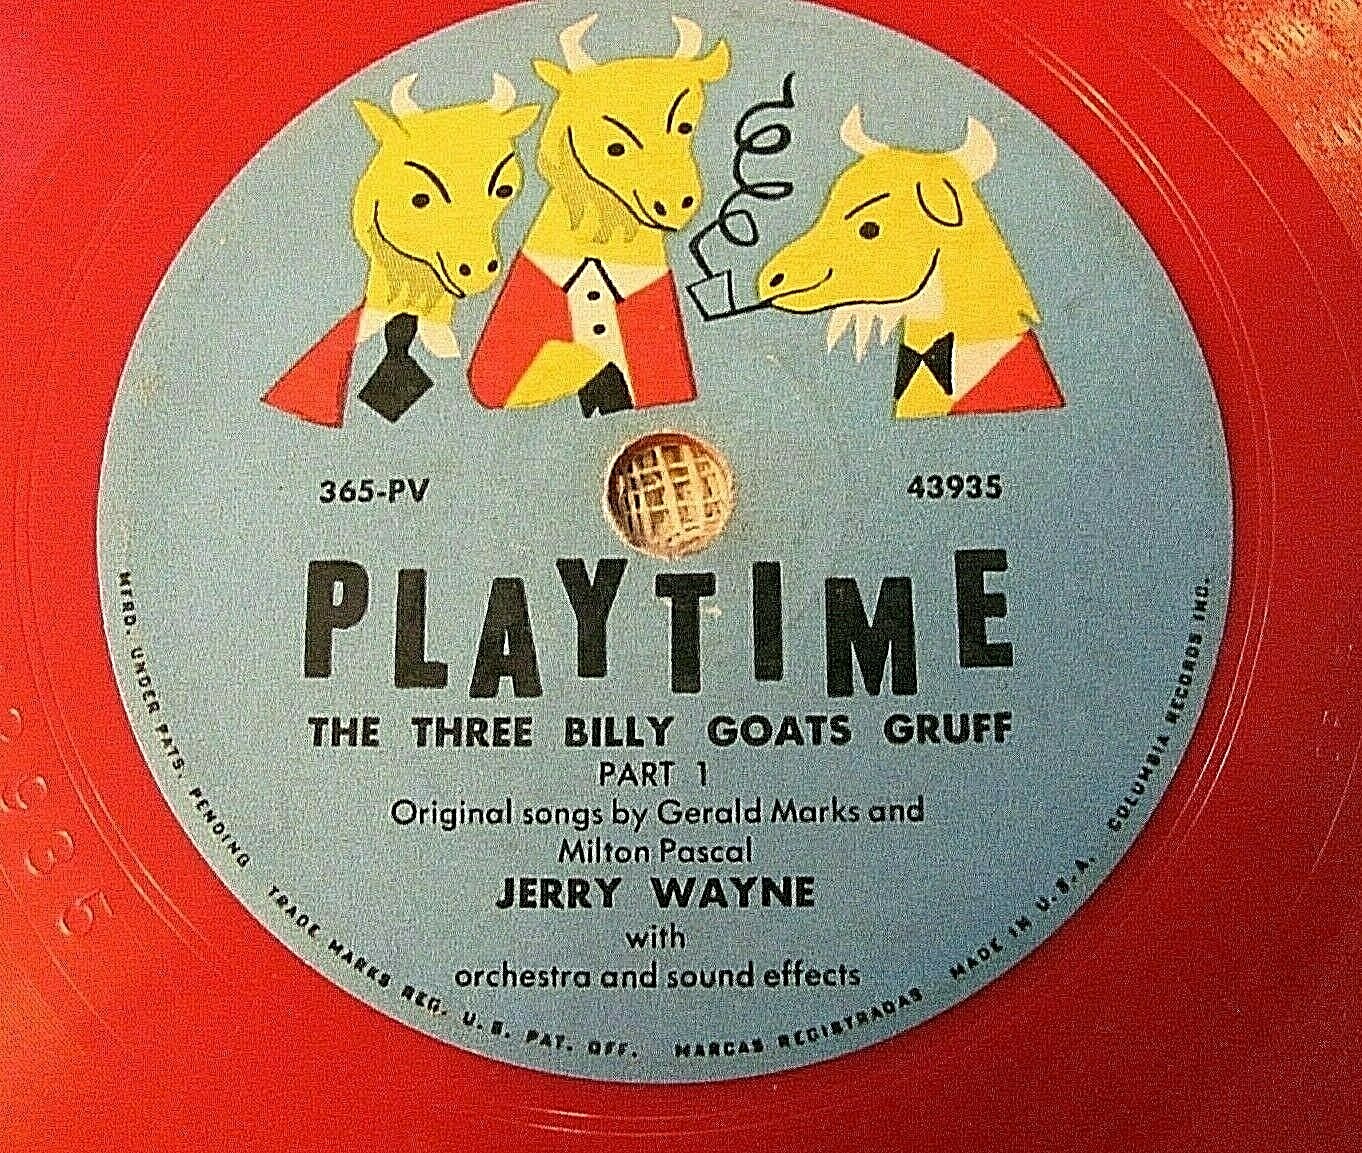 365-PV
43935
PLAYTIME
THE THREE BILLY GOATS GRUFF
PART 1
Original songs by Gerald Marks and
Milton Pascal
JERRY WAYNE
with
orchestra and sound effects
MFRD. UNDER PATS. PENDING TRADE MARKS REG. U. S. PAT. OFF. MARCAS REGISTRADAS MADE IN U.S.A. COLUMBIA RECORDS INC.